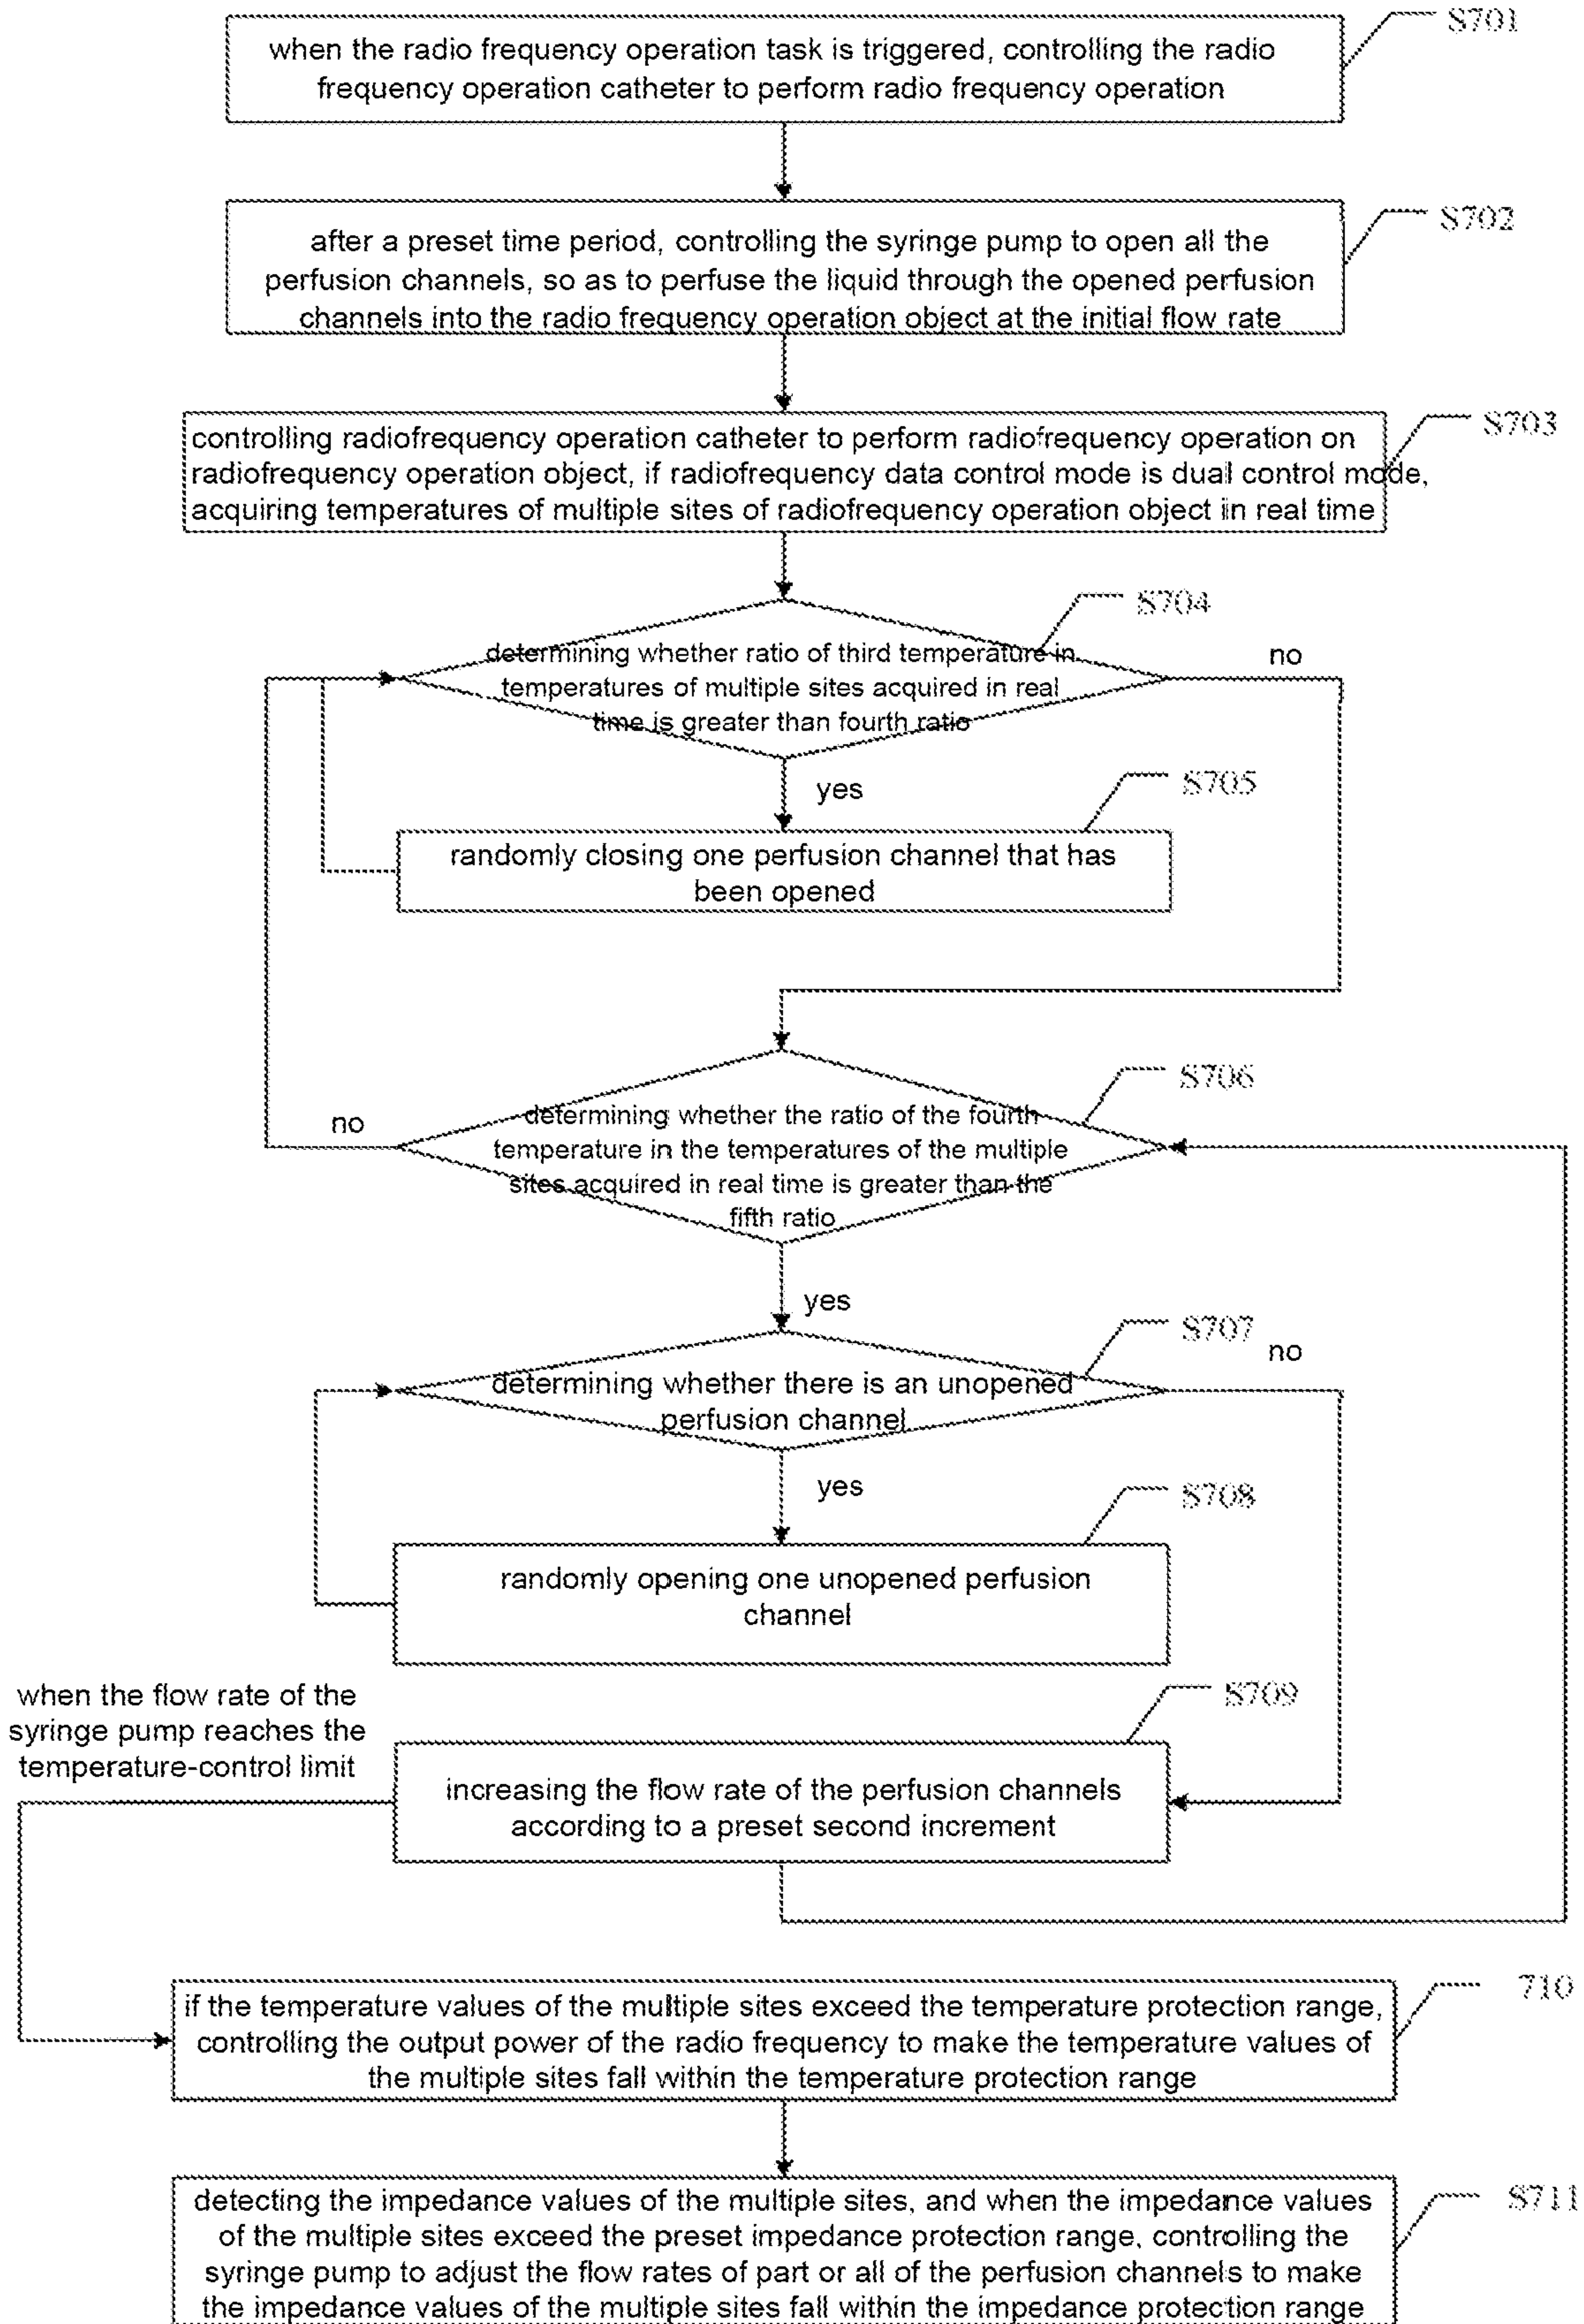 S701
when the radio frequency operation task is triggered, controlling the radio
frequency operation catheter to perform radio frequency operation
S702
after a preset time period, controlling the syringe pump to open all the
perfusion channels, so as to perfuse the liquid through the opened perfusion
channels into the radio frequency operation object at the initial flow rate
S703
controlling radiofrequency operation catheter to perform radiofrequency operation on
radiofrequency operation object, if radiofrequency data control mode is dual control mode,
acquiring temperatures of multiple sites of radiofrequency operation object in real time
S704
determining whether ratio of third temperature in
temperatures of multiple sites acquired in real
time is greater than fourth ratio
no
yes
S705
randomly closing one perfusion channel that has
been opened
S706
no
determining whether the ratio of the fourth
temperature in the temperatures of the multiple
sites acquired in real time is greater than the
fifth ratio
yes
S707
no
determining whether there is an unopened
perfusion channel
yes
S708
randomly opening one unopened perfusion
channel
when the flow rate of the
syringe pump reaches the
temperature-control limit
S709
increasing the flow rate of the perfusion channels
according to a preset second increment
710
if the temperature values of the multiple sites exceed the temperature protection range,
controlling the output power of the radio frequency to make the temperature values of
the multiple sites fall within the temperature protection range
S711
detecting the impedance values of the multiple sites, and when the impedance values
of the multiple sites exceed the preset impedance protection range, controlling the
syringe pump to adjust the flow rates of part or all of the perfusion channels to make
the impedance values of the multiple sites fall within the impedance protection range